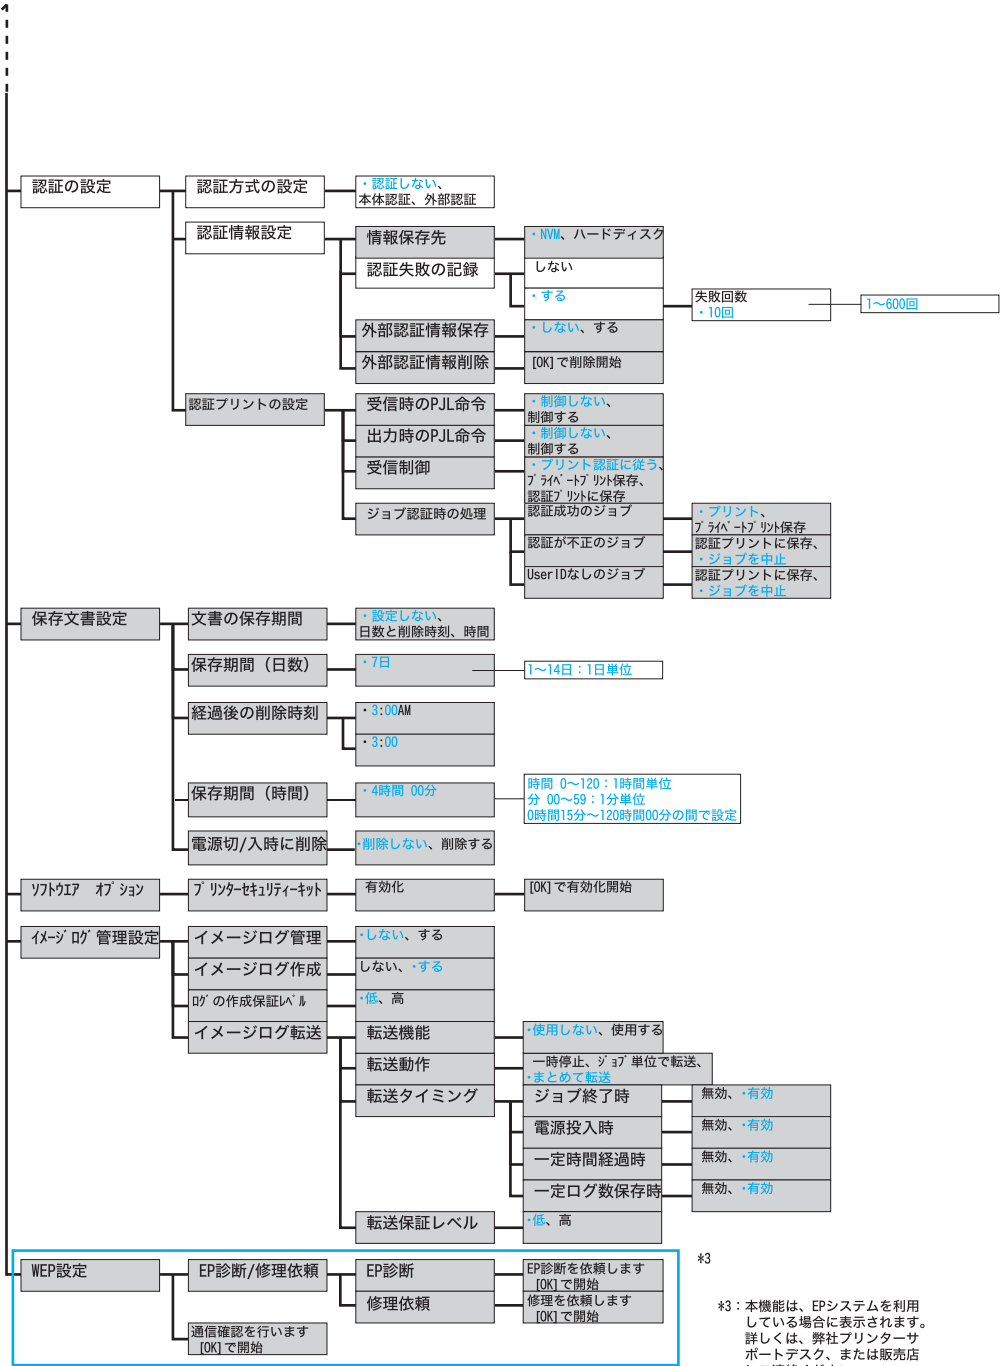 認証の設定
認証方式の設定
・認証しない、
本体認証、外部認証
認証情報設定
情報保存先
・NVM、ハードディスク
認証失敗の記録
しない
・する
失敗回数
・10回
1～600回
外部認証情報保存
・しない、する
外部認証情報削除
[OK]で削除開始
認証プリントの設定
受信時のPJL命令
・制御しない、
制御する
出力時のPJL命令
・制御しない、
制御する
受信制御
・プリント認証に従う、
プライベートプリント保存、
認証プリントに保存
ジョブ認証時の処理
認証成功のジョブ
・プリント、
プライベートプリント保存
認証が不正のジョブ
認証プリントに保存、
・ジョブを中止
UserIDなしのジョブ
認証プリントに保存、
・ジョブを中止
保存文書設定
文書の保存期間
・設定しない、
日数と削除時刻、時間
保存期間（日数）
・7日
1～14日：1日単位
経過後の削除時刻
・3:00AM
・3:00
保存期間（時間）
・4時間 00分
時間 0～120：1時間単位
分 00～59：1分単位
0時間15分～120時間00分の間で設定
電源切/入時に削除
・削除しない、削除する
ソフトウエア オプション
プリンターセキュリティーキット
有効化
[OK]で有効化開始
イメージログ管理設定
イメージログ管理
・しない、する
イメージログ作成
しない、・する
ログの作成保証レベル
・低、高
イメージログ転送
転送機能
・使用しない、使用する
転送動作
一時停止、ジョブ単位で転送、
・まとめて転送
転送タイミング
ジョブ終了時
無効、・有効
電源投入時
無効、・有効
一定時間経過時
無効、・有効
一定ログ数保存時
無効、・有効
転送保証レベル
・低、高
WEP設定
EP診断/修理依頼
EP診断
EP診断を依頼します
[OK]で開始
修理依頼
修理を依頼します
[OK]で開始
通信確認を行います
[OK]で開始
*3
*3：本機能は、EPシステムを利用
している場合に表示されます。
詳しくは、弊社プリンターサ
ポートデスク、または販売店